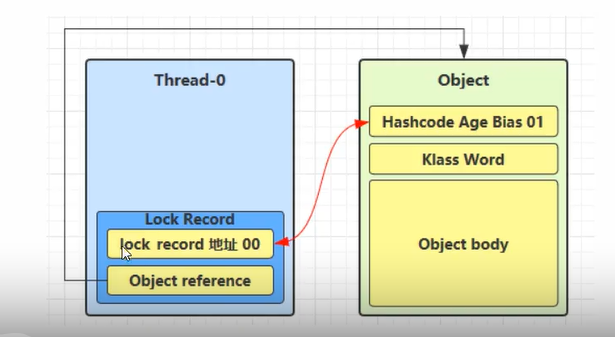 Thread-0
Lock Record
lock record 地址 00
Object reference
Object
Hashcode Age Bias 01
Klass Word
Object body